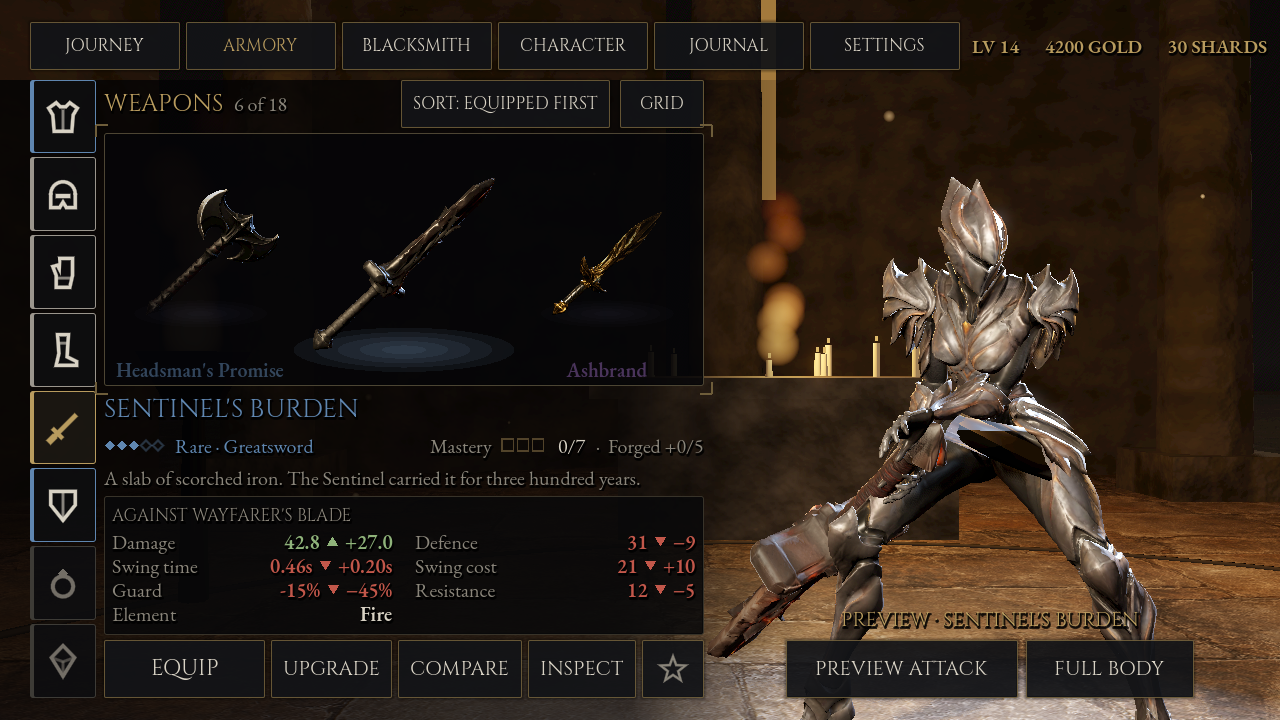 JOURNEY ARMORY BLACKSMITH CHARACTER JOURNAL SETTINGS LV 14 4200 GOLD 30 SHARDS
WEAPONS 6 of 18 SORT: EQUIPPED FIRST GRID
Headsman's Promise Ashbrand
SENTINEL'S BURDEN
Rare · Greatsword Mastery 0/7 · Forged +0/5
A slab of scorched iron. The Sentinel carried it for three hundred years.
AGAINST WAYFARER'S BLADE
Damage 42.8 ▲ +27.0 Defence 31 ▼ −9
Swing time 0.46s ▼ +0.20s Swing cost 21 ▼ +10
Guard -15% ▼ −45% Resistance 12 ▼ −5
Element Fire
PREVIEW · SENTINEL'S BURDEN
EQUIP UPGRADE COMPARE INSPECT PREVIEW ATTACK FULL BODY